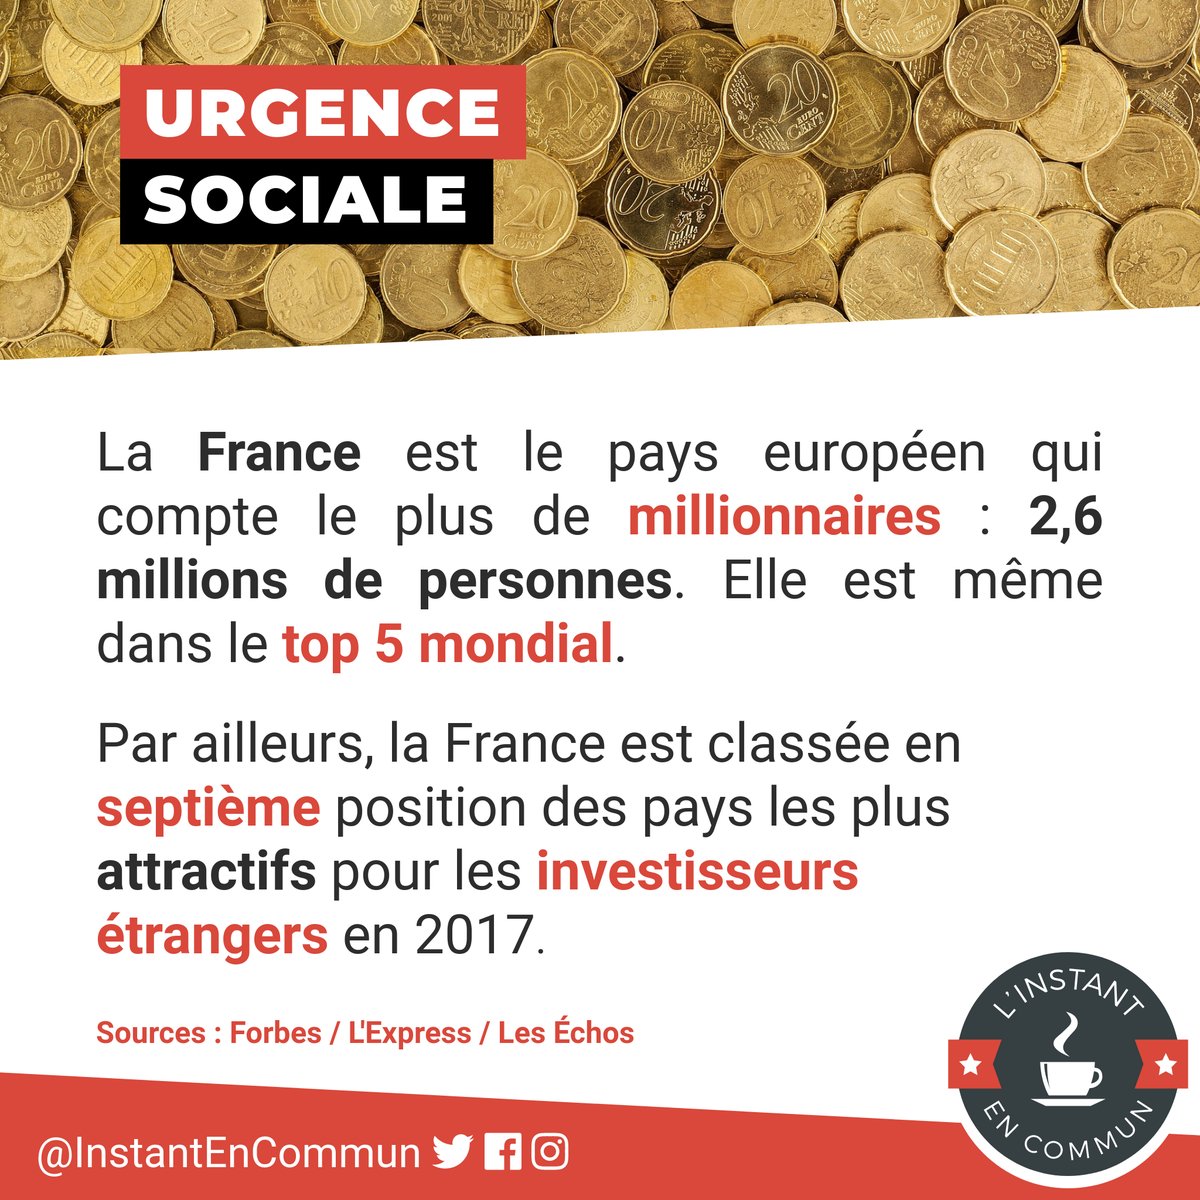 URGENCE
SOCIALE
La France est le pays européen qui
compte le plus de millionnaires : 2,6
millions de personnes. Elle est même
dans le top 5 mondial.
Par ailleurs, la France est classée en
septième position des pays les plus
attractifs pour les investisseurs
étrangers en 2017.
Sources : Forbes / L'Express / Les Échos
L'INSTANT
EN COMMUN
@InstantEnCommun